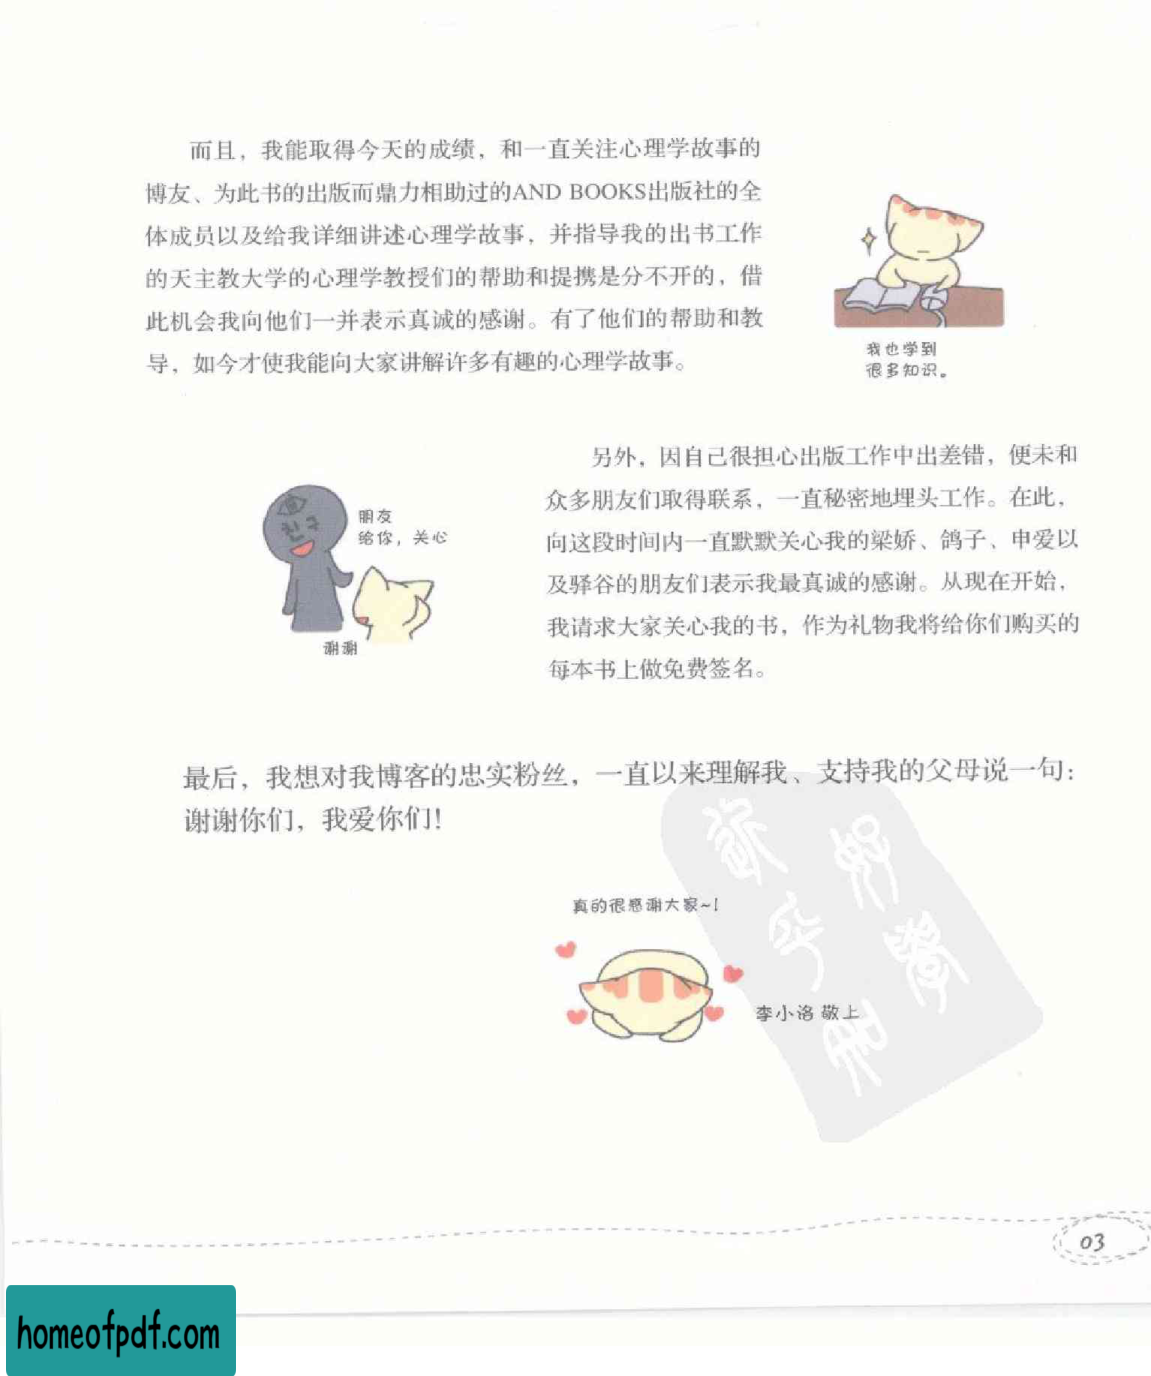 而且，我能取得今天的成绩，和一直关注心理学故事的
博友、为此书的出版而鼎力相助过的AND BOOKS出版社的全
体成员以及给我详细讲述心理学故事，并指导我的出书工作
的天主教大学的心理学教授们的帮助和提携是分不开的，借
此机会我向他们一并表示真诚的感谢。有了他们的帮助和教
导，如今才使我能向大家讲解许多有趣的心理学故事。
我也学到
很多知识。
另外，因自己很担心出版工作中出差错，便未和
众多朋友们取得联系，一直秘密地埋头工作。在此，
向这段时间内一直默默关心我的梁娇、鸽子、申爱以
及驿谷的朋友们表示我最真诚的感谢。从现在开始，
我请求大家关心我的书，作为礼物我将给你们购买的
每本书上做免费签名。
친구
朋友
给你，关心
谢谢
最后，我想对我博客的忠实粉丝，一直以来理解我、支持我的父母说一句：
谢谢你们，我爱你们！
真的很感谢大家~!
李小洛 敬上
03
homeofpdf.com